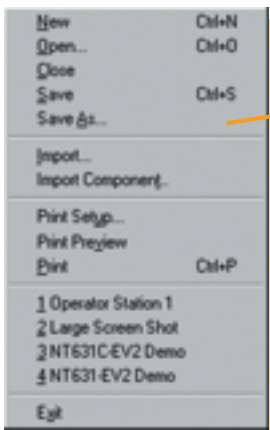 New Ctrl+N
Open... Ctrl+O
Close
Save Ctrl+S
Save As...
Import...
Import Component...
Print Setup...
Print Preview
Print Ctrl+P
1 Operator Station 1
2 Large Screen Shot
3 NT631C-EV2 Demo
4 NT631-EV2 Demo
Exit